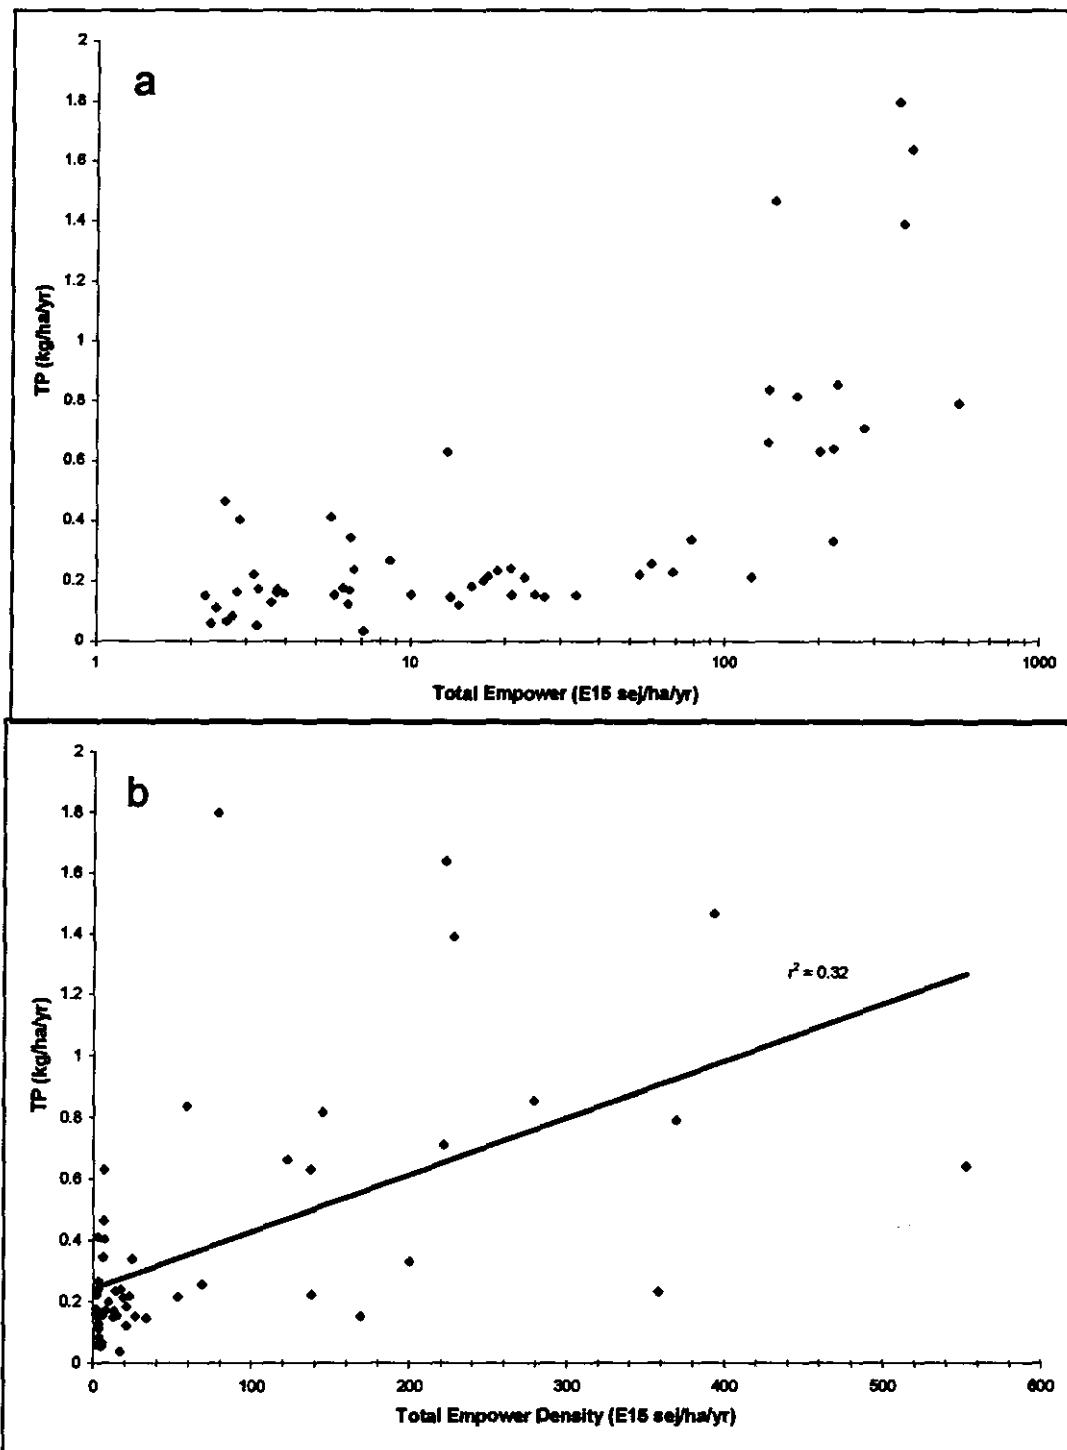 a
2
1.8
1.6
1.4
1.2
1
0.8
0.6
0.4
0.2
0
TP (kg/ha/yr)
1 10 100 1000
Total Empower (E15 sej/ha/yr)
b
2
1.8
1.6
1.4
1.2
1
0.8
0.6
0.4
0.2
0
TP (kg/ha/yr)
r² = 0.32
0 200 300 400 500 600
Total Empower Density (E15 sej/ha/yr)